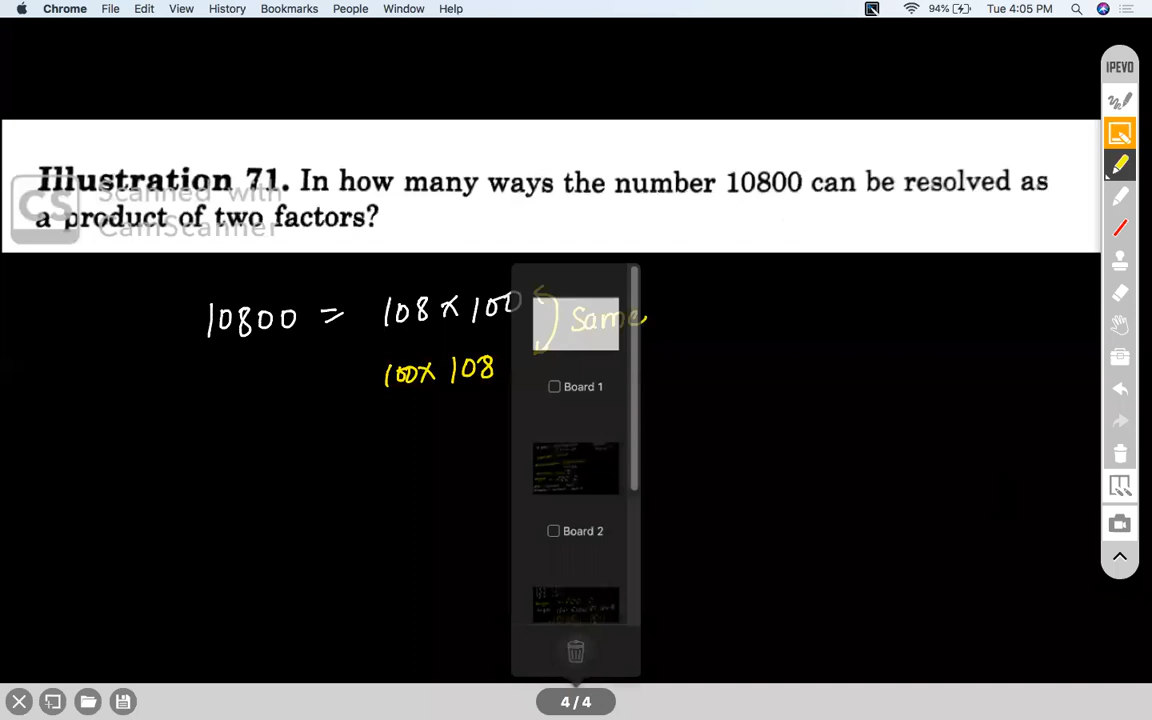 Chrome File Edit View History Bookmarks People Window Help 94% Tue 4:05 PM
IPEVO
Illustration 71. In how many ways the number 10800 can be resolved as
a product of two factors?
CS Scanned with
CamScanner
10800 = 108 × 100 Same
100 × 108
Board 1
Board 2
4 / 4